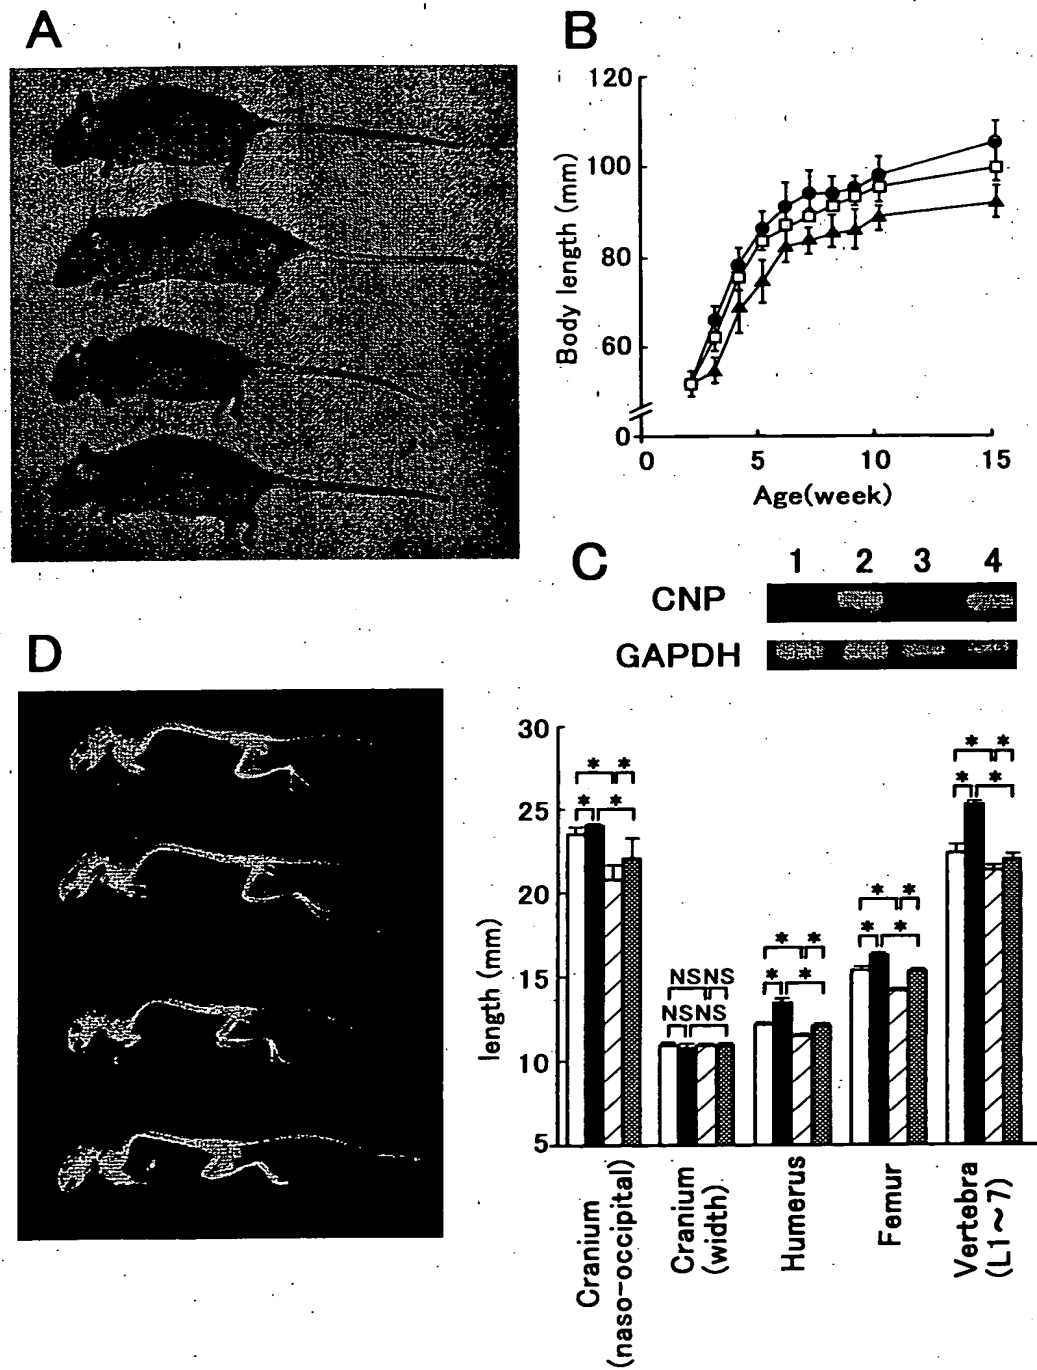 A
B
120
100
80
60
0
Body length (mm)
0 5 10 15
Age(week)
C
1 2 3 4
CNP
GAPDH
D
30
25
20
15
10
5
length (mm)
* *
* *
NS NS
NS NS
* *
* *
* *
* *
* *
* *
Cranium
(naso-occipital)
Cranium
(width)
Humerus
Femur
Vertebra
(L1~7)